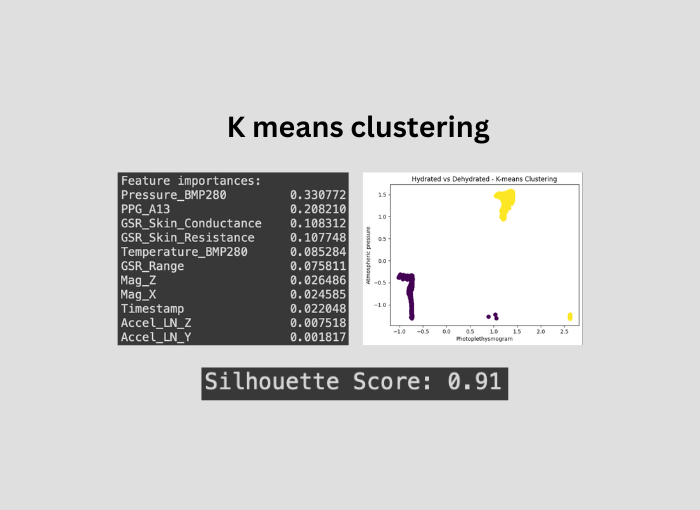 K means clustering
Feature importances:
Pressure_BMP280 0.330772
PPG_A13 0.208210
GSR_Skin_Conductance 0.108312
GSR_Skin_Resistance 0.107748
Temperature_BMP280 0.085284
GSR_Range 0.075811
Mag_Z 0.026486
Mag_X 0.024585
Timestamp 0.022048
Accel_LN_Z 0.007518
Accel_LN_Y 0.001817
Hydrated vs Dehydrated - K-means Clustering
Atmospheric pressure
1.5
1.0
0.5
0.0
−0.5
−1.0
−1.0 −0.5 0.0 0.5 1.0 1.5 2.0 2.5
Photoplethysmogram
Silhouette Score: 0.91